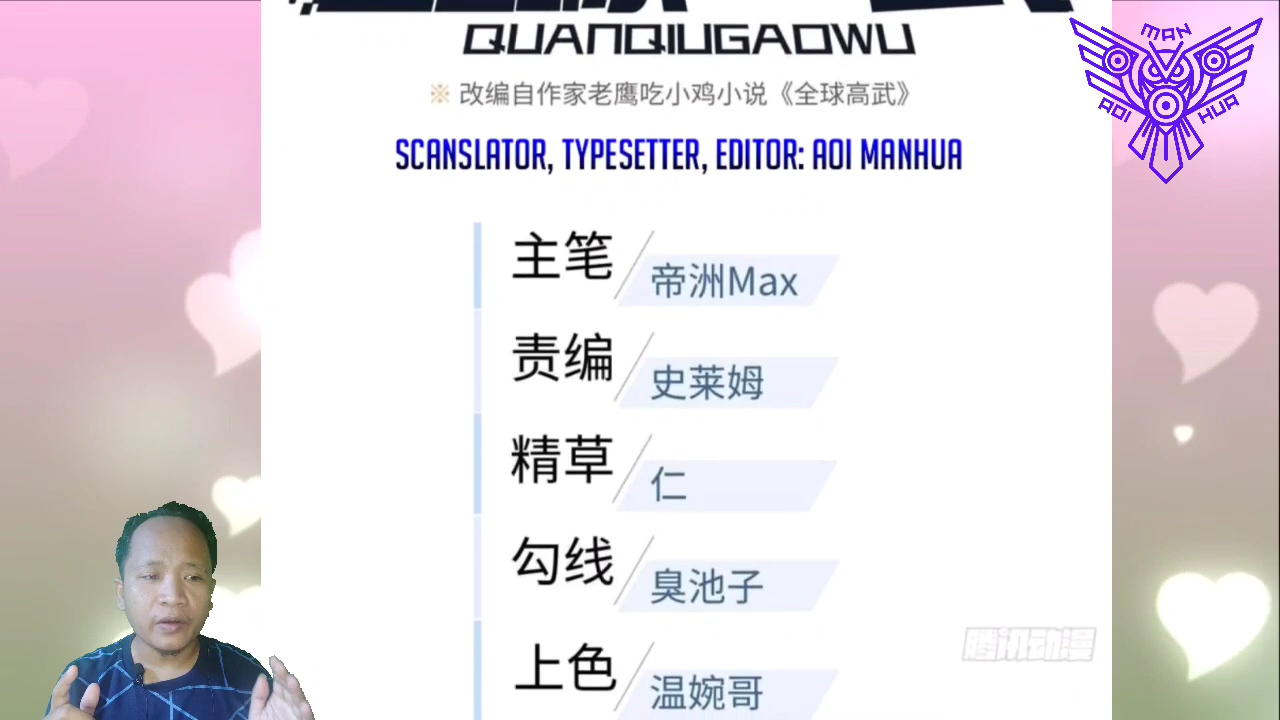 QUANQIUGAOWU
※ 改编自作家老鹰吃小鸡小说《全球高武》
SCANSLATOR, TYPESETTER, EDITOR: AOI MANHUA
主笔 帝洲Max
责编 史莱姆
精草 仁
勾线 臭池子
上色 温婉哥
MAN
AOI HUA
腾讯动漫